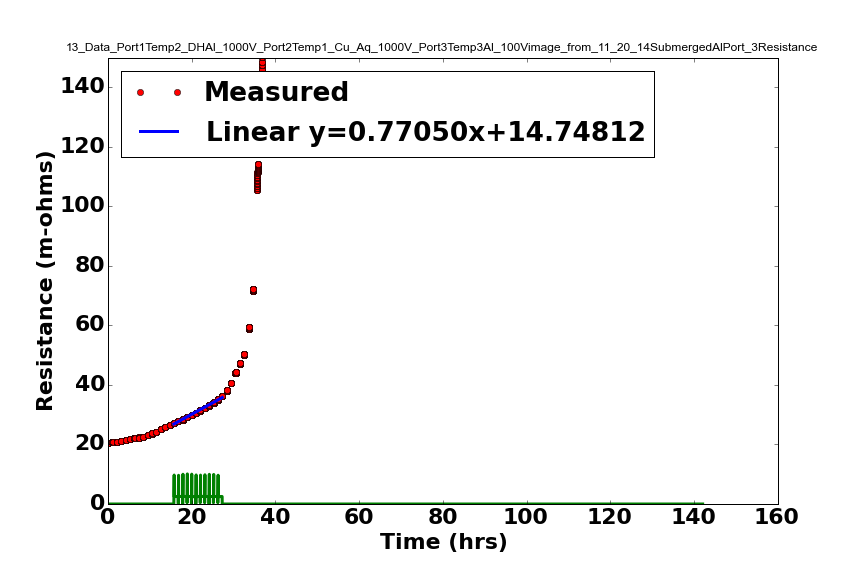 13_Data_Port1Temp2_DHAl_1000V_Port2Temp1_Cu_Aq_1000V_Port3Temp3Al_100Vimage_from_11_20_14SubmergedAlPort_3Resistance
Measured
Linear y=0.77050x+14.74812
140
120
100
80
60
40
20
0
Resistance (m-ohms)
0 20 40 60 80 100 120 140 160
Time (hrs)